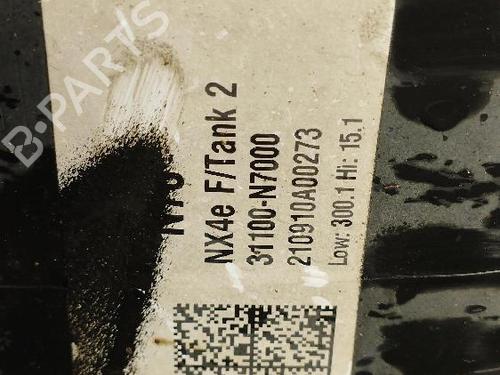 B-PARTS
NX4e F/Tank 2
31100-N7000
210910A00273
Low: 300.1 Hi: 15.1